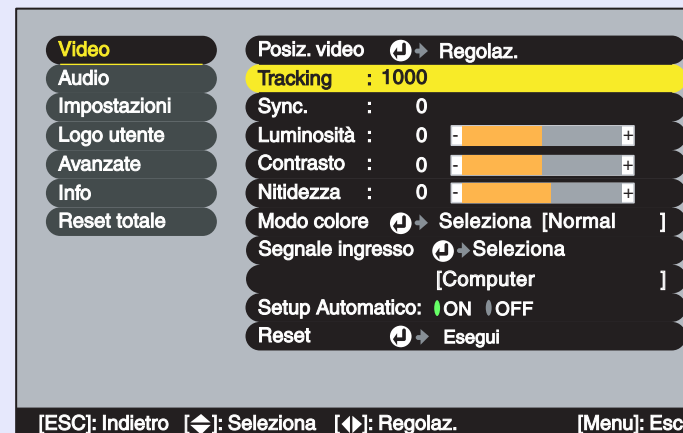 Video
Audio
Impostazioni
Logo utente
Avanzate
Info
Reset totale
Posiz. video Regolaz.
Tracking : 1000
Sync. : 0
Luminosità : 0 - +
Contrasto : 0 - +
Nitidezza : 0 - +
Modo colore Seleziona [Normal ]
Segnale ingresso Seleziona
[Computer ]
Setup Automatico: ON OFF
Reset Esegui
[ESC]: Indietro [ ]: Seleziona [ ]: Regolaz. [Menu]: Esc